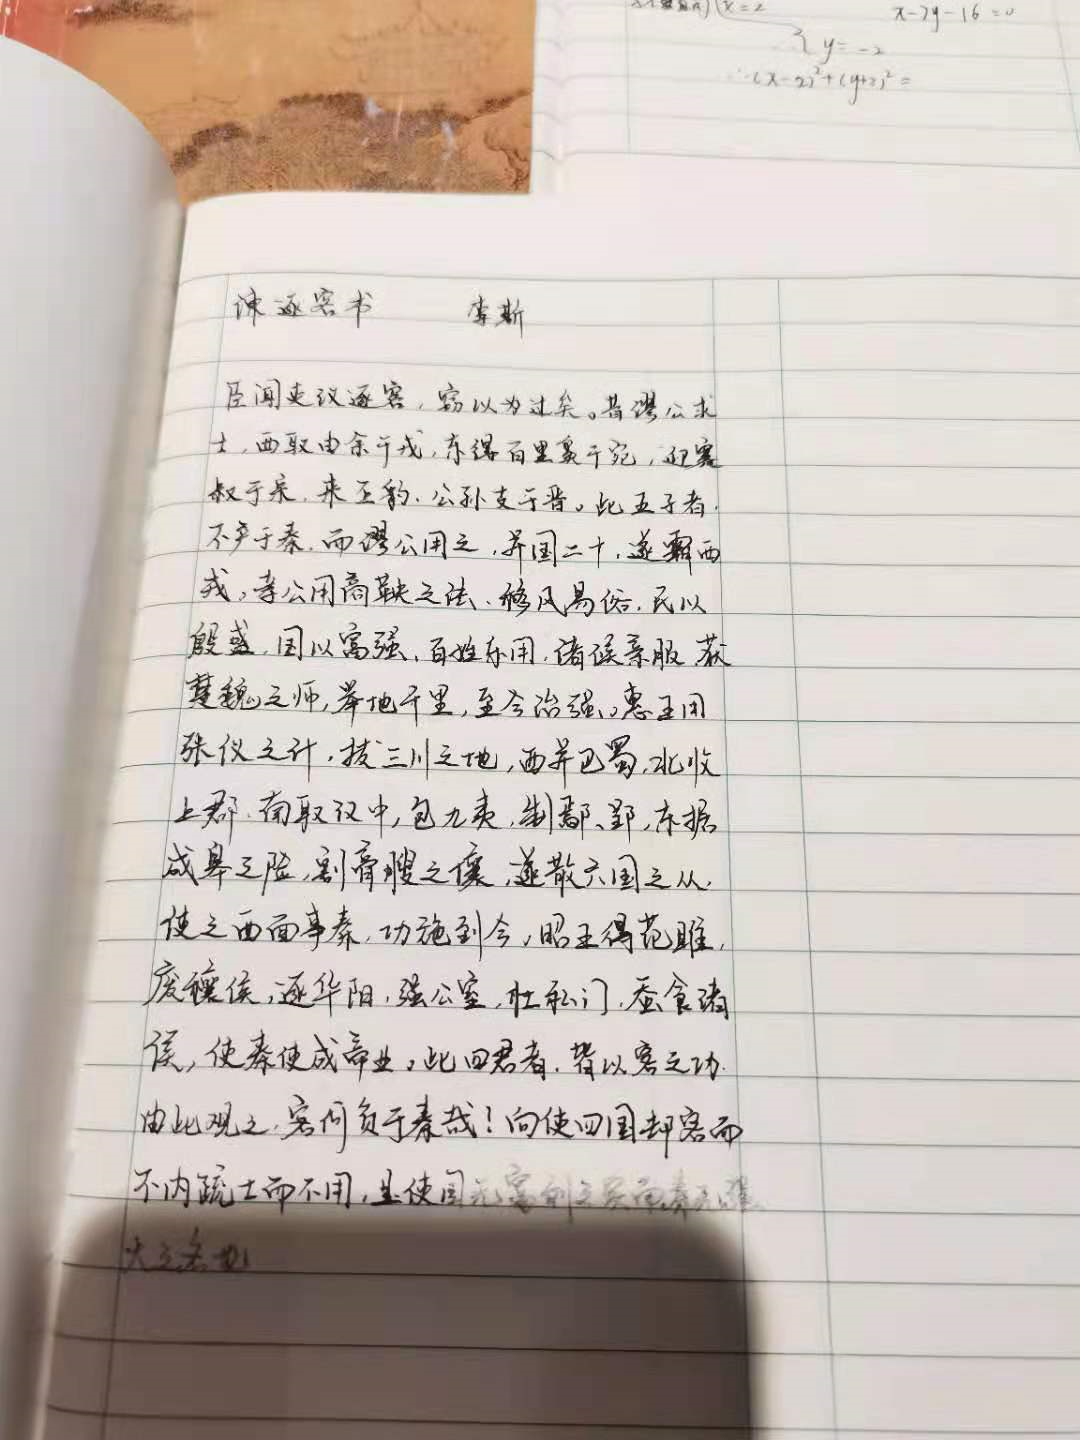 x=2
x-7y-16=0
y=-2
∴(x-2)²+(y+2)²=
谏逐客书 李斯
臣闻吏议逐客，窃以为过矣。昔缪公求
士，西取由余于戎，东得百里奚于宛，迎蹇
叔于宋，来丕豹、公孙支于晋。此五子者，
不产于秦，而缪公用之，并国二十，遂霸西
戎。孝公用商鞅之法，移风易俗，民以
殷盛，国以富强，百姓乐用，诸侯亲服，获
楚魏之师，举地千里，至今治强。惠王用
张仪之计，拔三川之地，西并巴蜀，北收
上郡，南取汉中，包九夷，制鄢、郢，东据
成皋之险，割膏腴之壤，遂散六国之从，
使之西面事秦，功施到今。昭王得范雎，
废穰侯，逐华阳，强公室，杜私门，蚕食诸
侯，使秦使成帝业。此四君者，皆以客之功.
由此观之，客何负于秦哉！向使四国却客而
不内，疏士而不用，且使国无富利之实而秦无强
大之名也